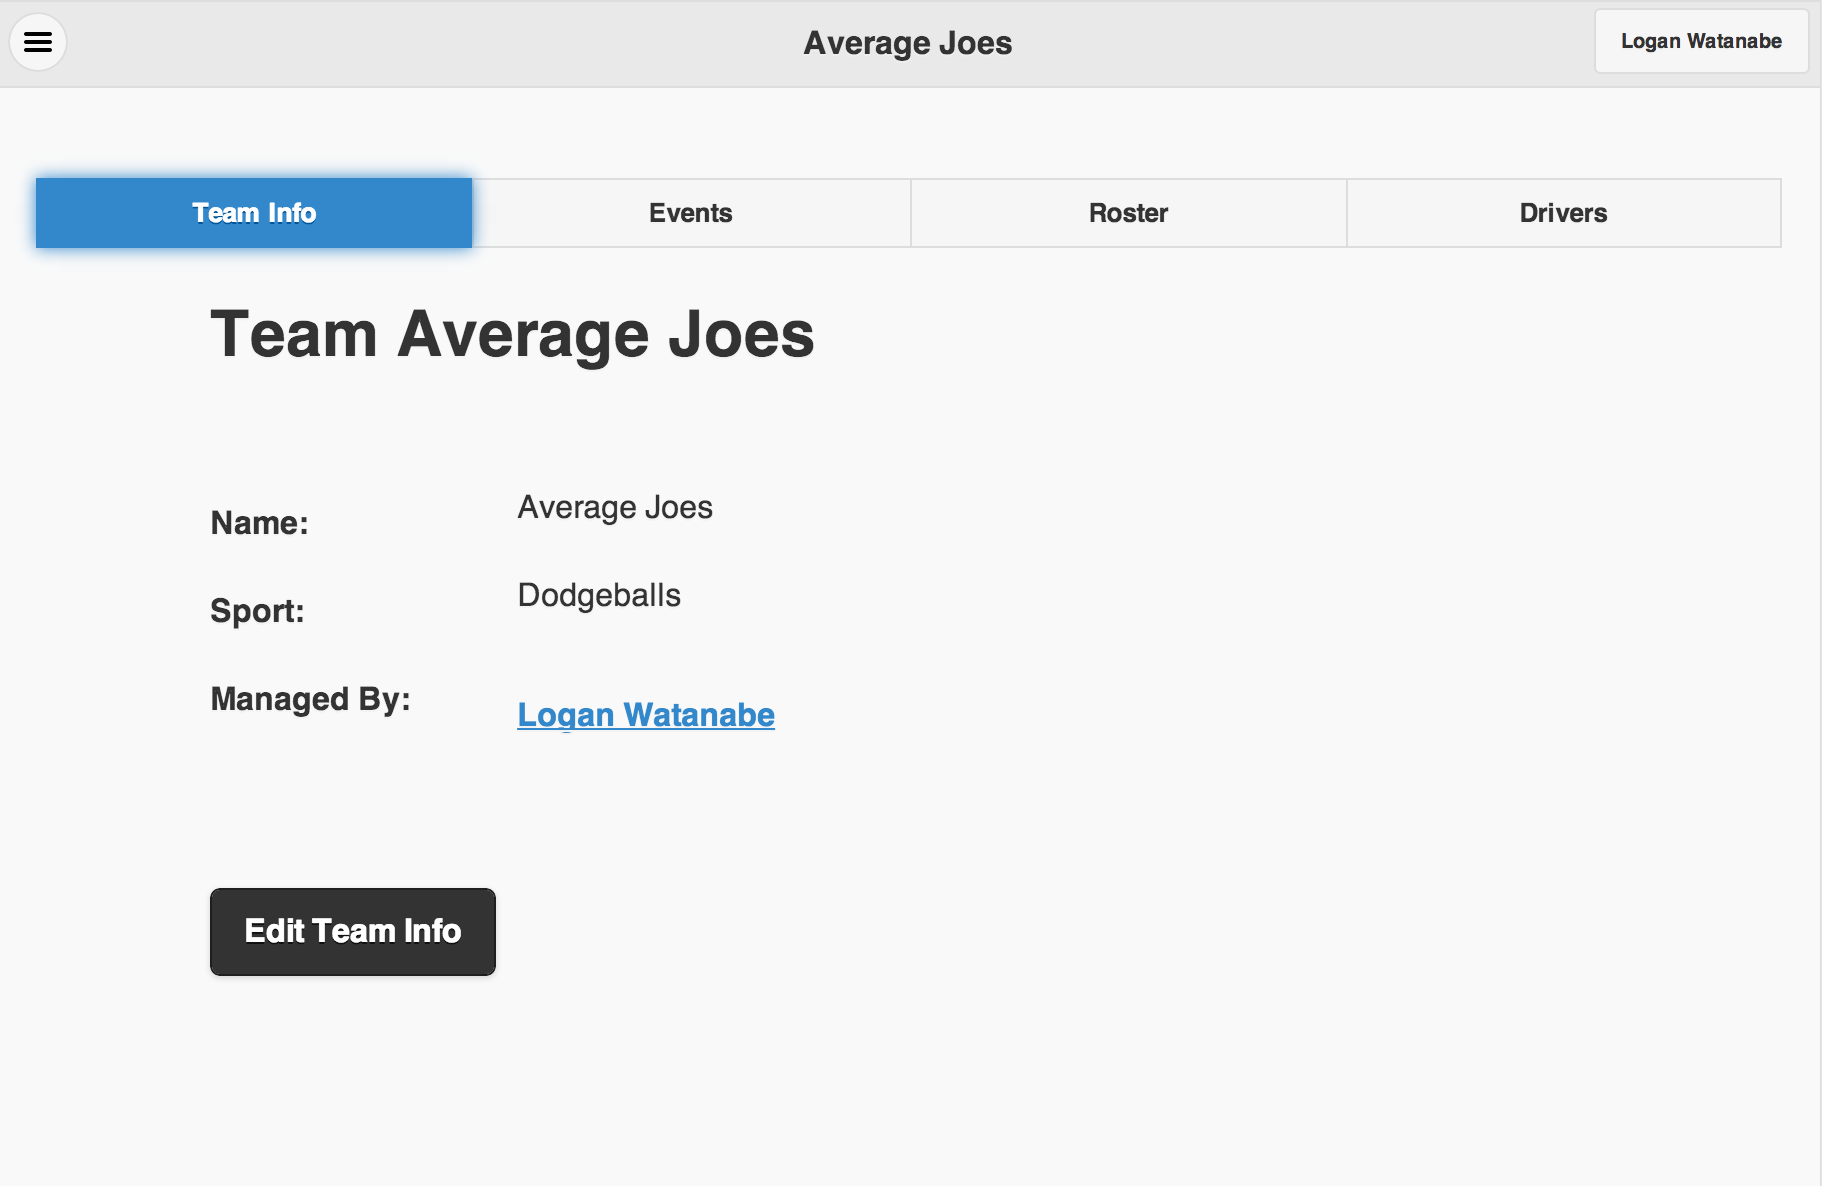 Average Joes
Logan Watanabe
Team Info
Events
Roster
Drivers
Team Average Joes
Name:
Average Joes
Sport:
Dodgeballs
Managed By:
Logan Watanabe
Edit Team Info